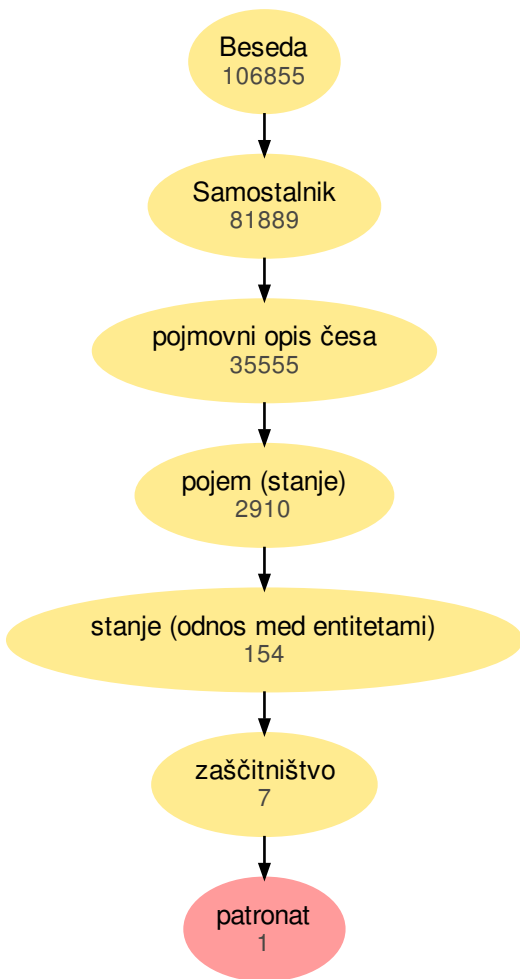 Beseda
106855
Samostalnik
81889
pojmovni opis česa
35555
pojem (stanje)
2910
stanje (odnos med entitetami)
154
zaščitništvo
7
patronat
1